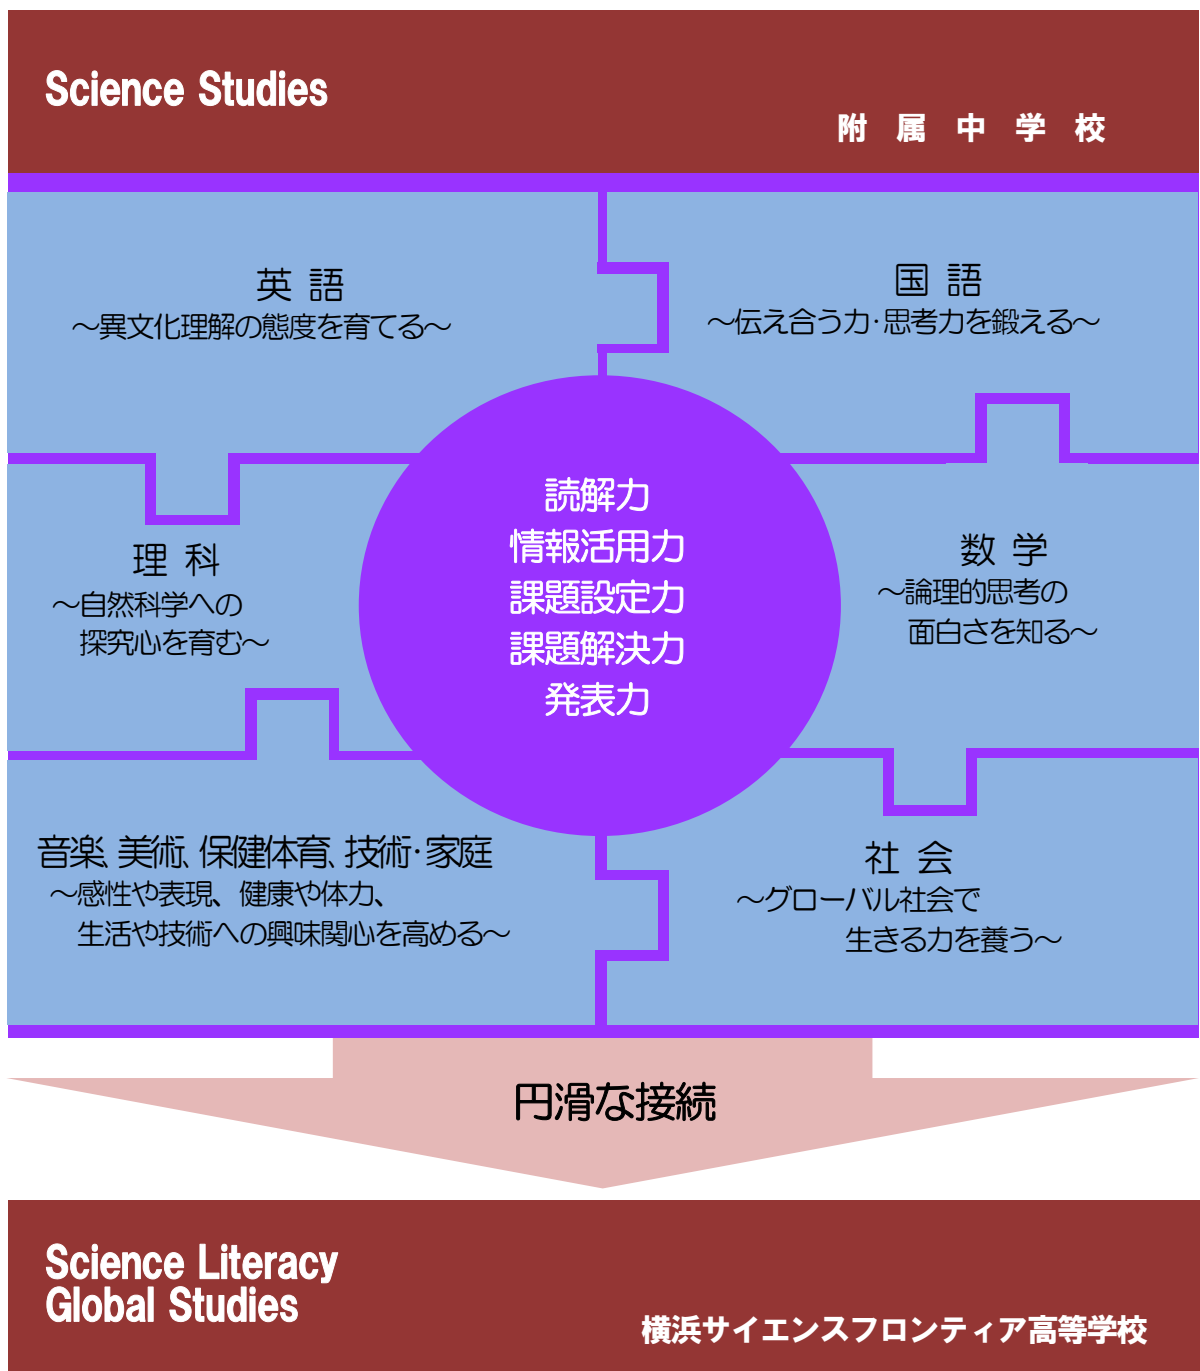 Science Studies
附属中学校
英語
～異文化理解の態度を育てる～
国語
～伝え合う力・思考力を鍛える～
読解力
情報活用力
課題設定力
課題解決力
発表力
理科
～自然科学への
探究心を育む～
数学
～論理的思考の
面白さを知る～
音楽、美術、保健体育、技術・家庭
～感性や表現、健康や体力、
生活や技術への興味関心を高める～
社会
～グローバル社会で
生きる力を養う～
円滑な接続
Science Literacy
Global Studies
横浜サイエンスフロンティア高等学校